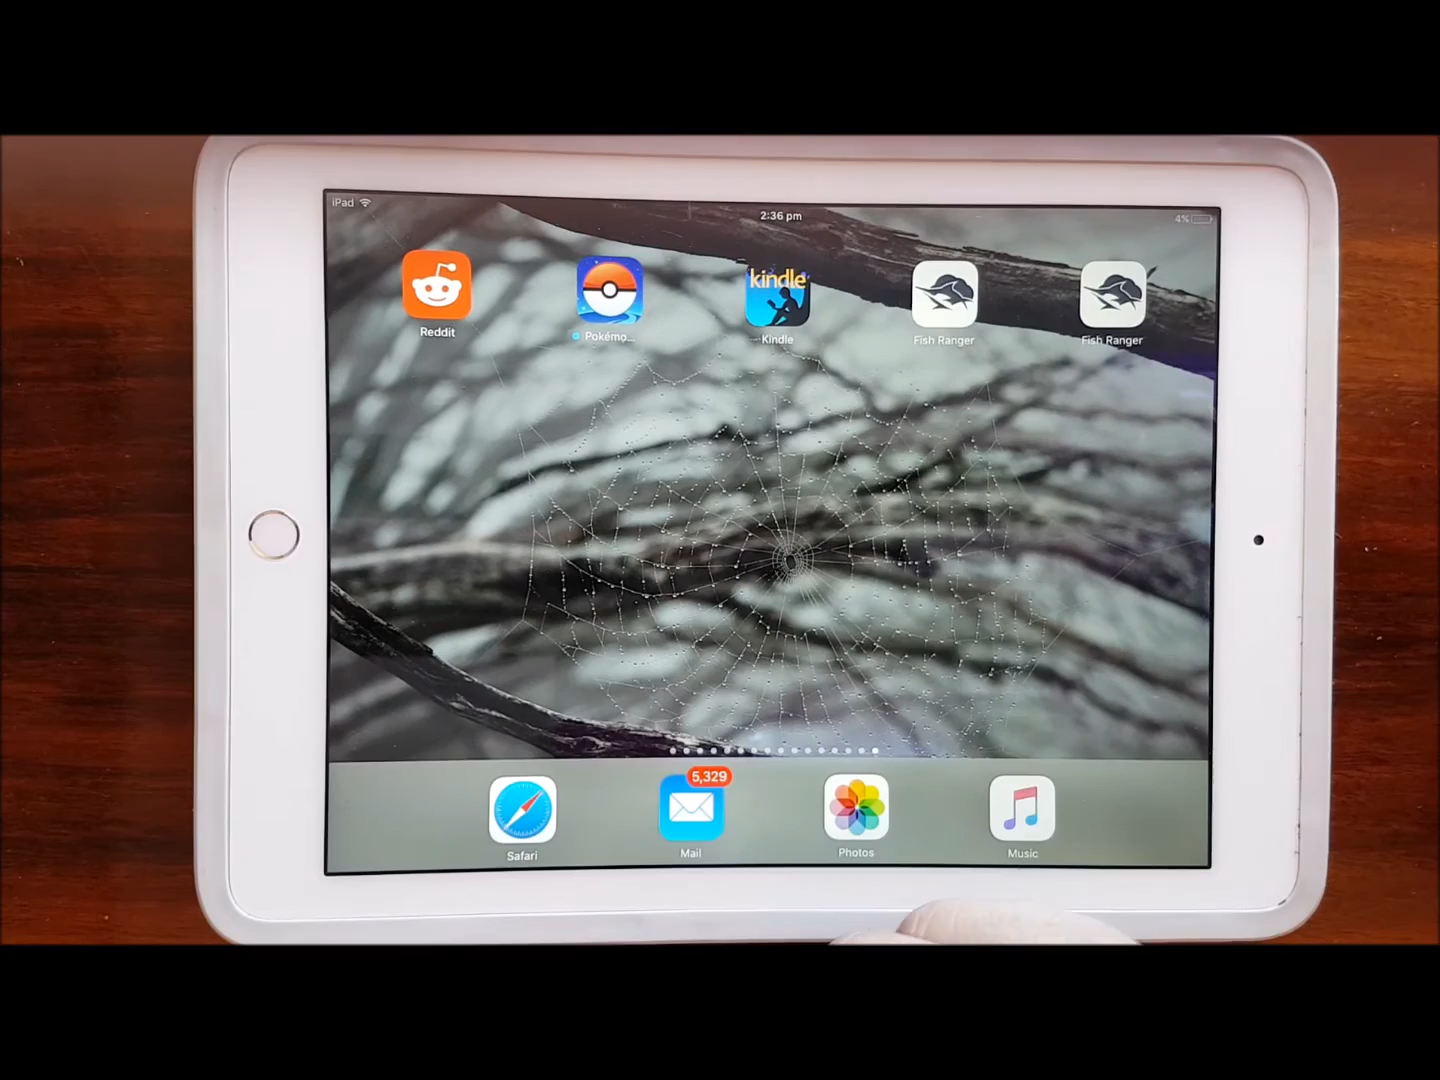 iPad
2:36 pm
4%
kindle
Reddit
Pokémo...
Kindle
Fish Ranger
Fish Ranger
5,329
Safari
Mail
Photos
Music